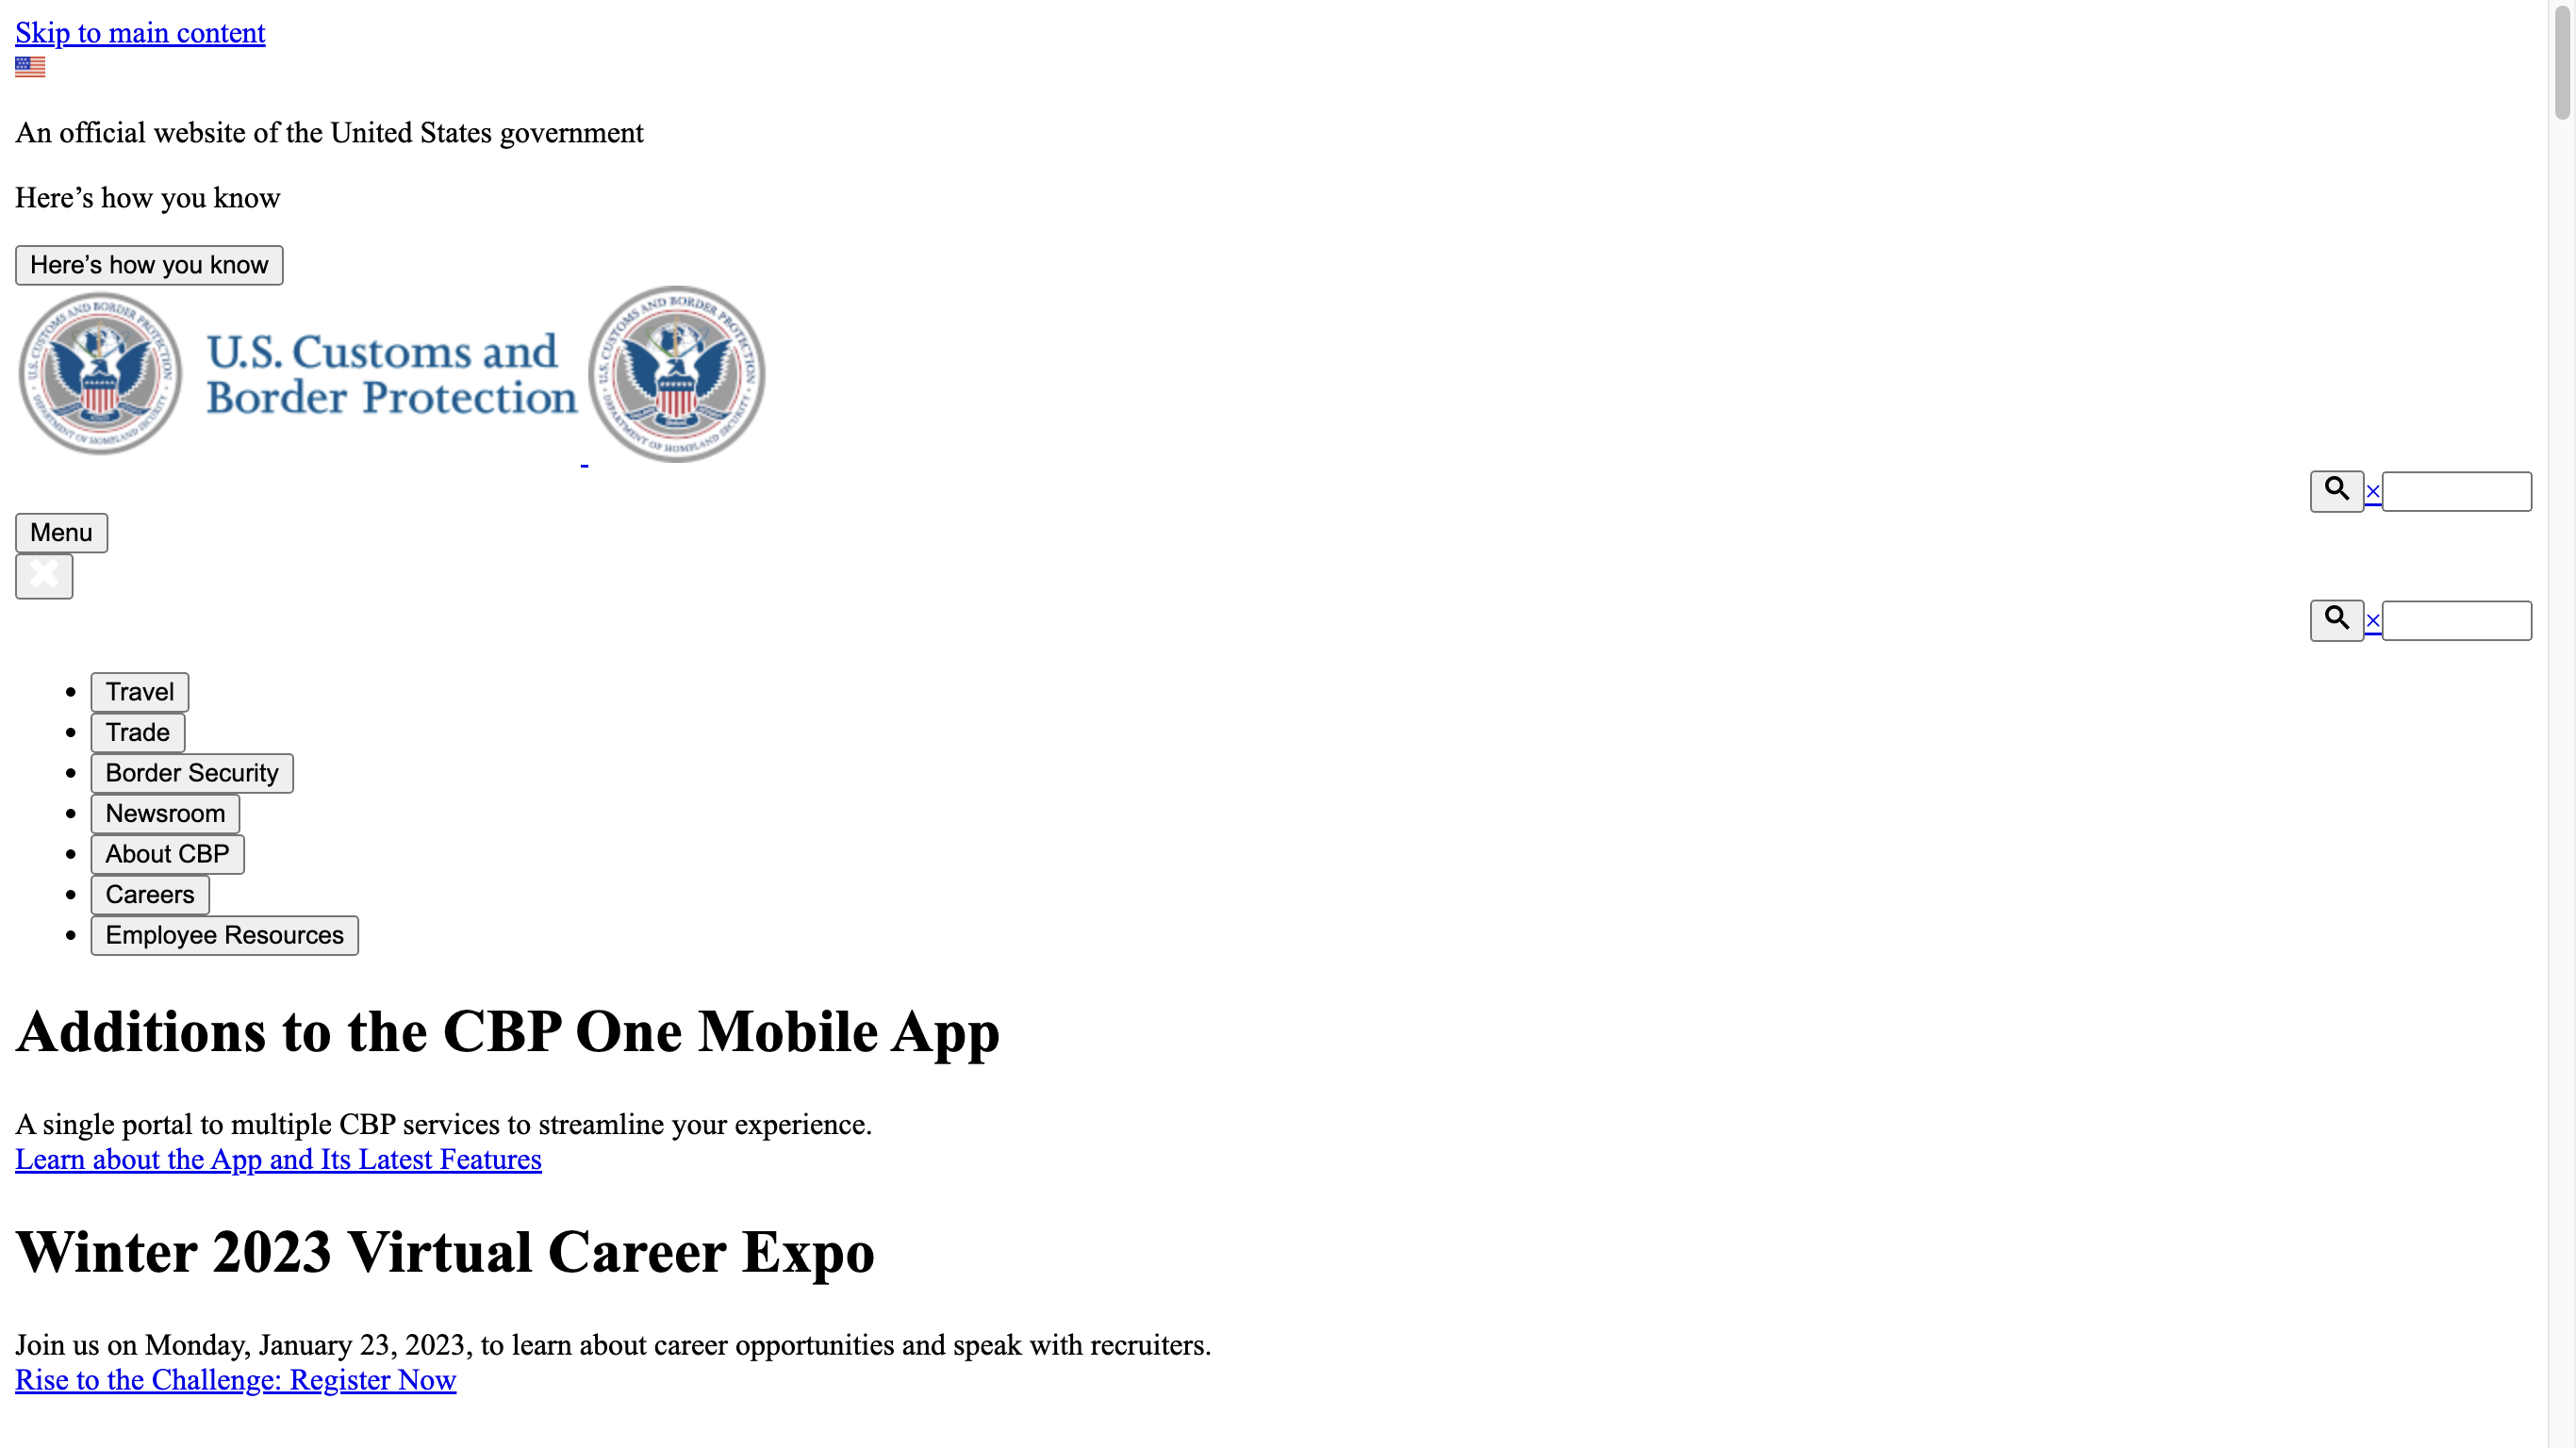 Skip to main content
An official website of the United States government
Here’s how you know
Here’s how you know
U.S. CUSTOMS AND BORDER PROTECTION
DEPARTMENT OF HOMELAND SECURITY
U.S. Customs and
Border Protection
U.S. CUSTOMS AND BORDER PROTECTION
DEPARTMENT OF HOMELAND SECURITY
×
Menu
×
Travel
Trade
Border Security
Newsroom
About CBP
Careers
Employee Resources
Additions to the CBP One Mobile App
A single portal to multiple CBP services to streamline your experience.
Learn about the App and Its Latest Features
Winter 2023 Virtual Career Expo
Join us on Monday, January 23, 2023, to learn about career opportunities and speak with recruiters.
Rise to the Challenge: Register Now